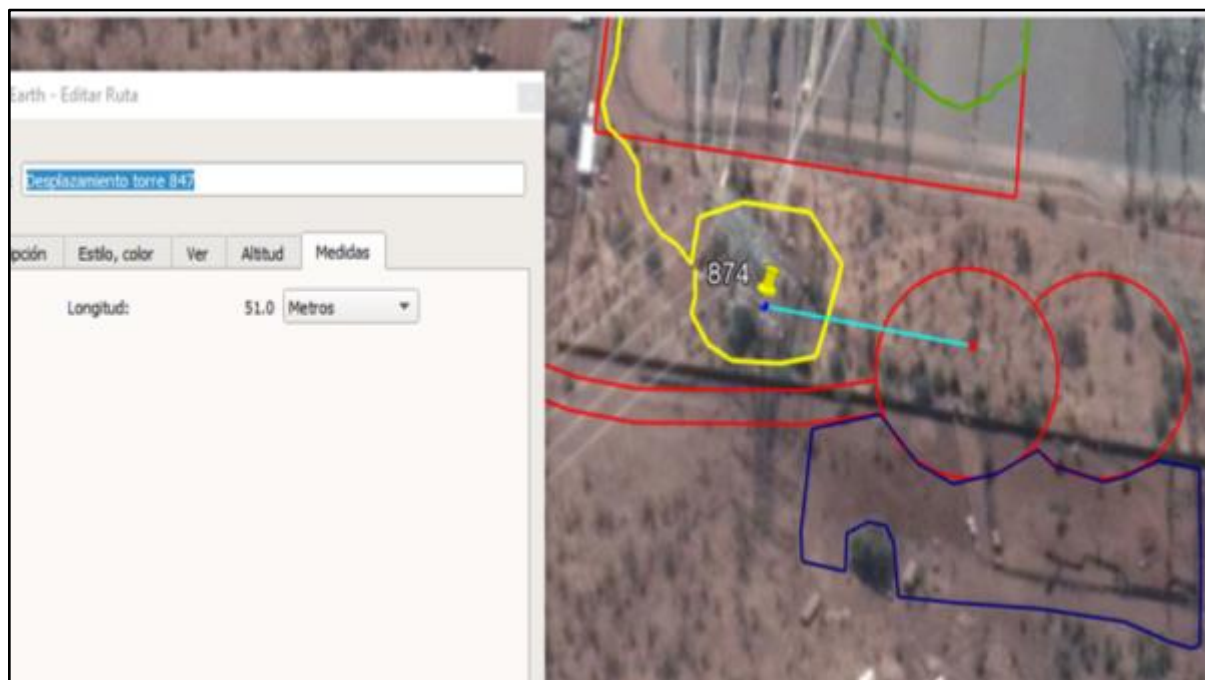 Earth - Editar Ruta
Desplazamiento torre 847
pción Estilo, color Ver Altitud Medidas
Longitud: 51.0 Metros
874